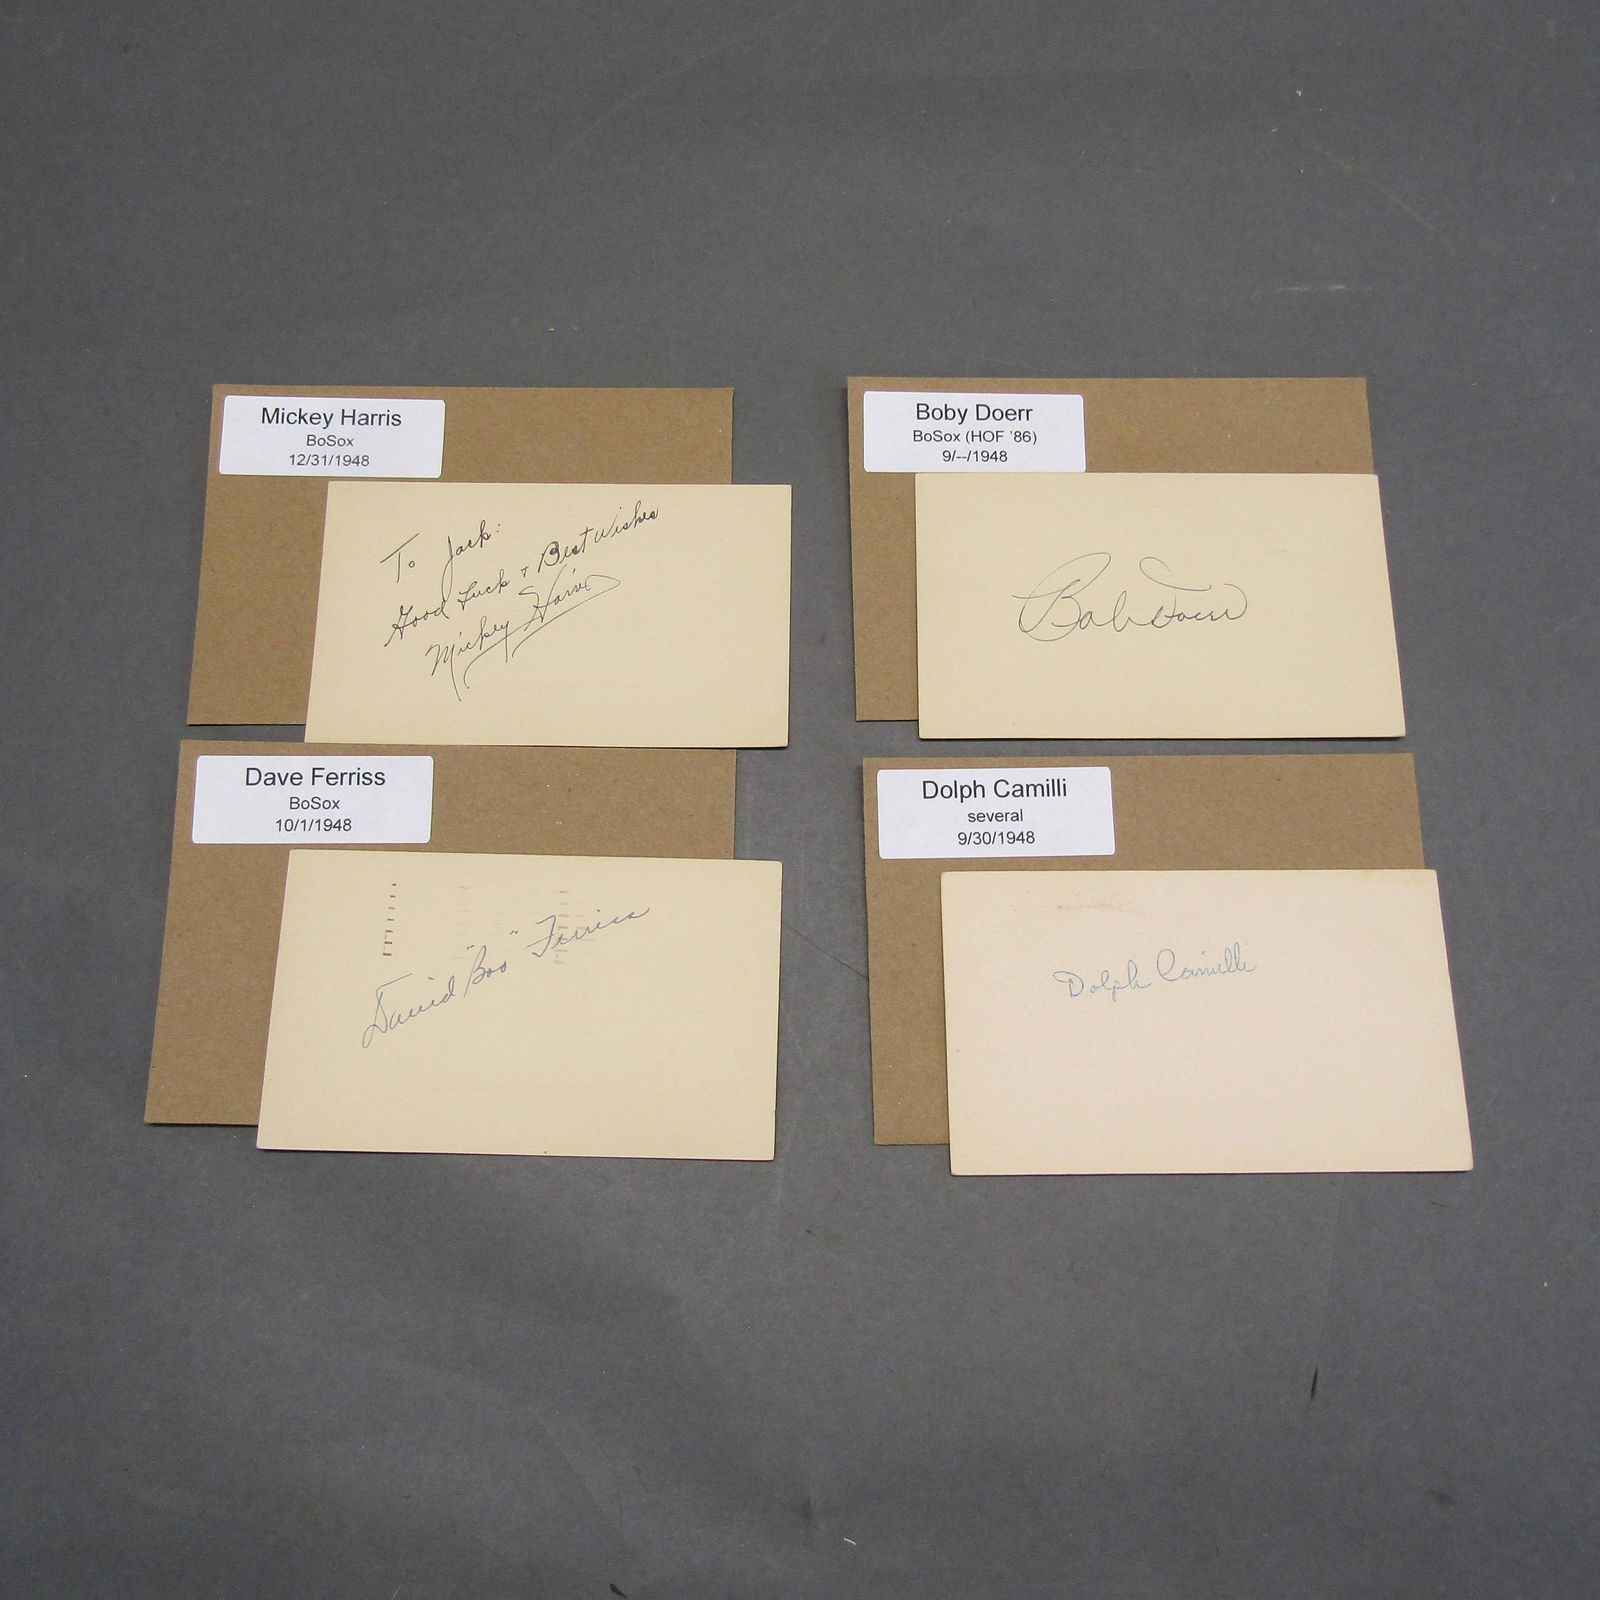 Mickey Harris
BoSox
12/31/1948
To Jack:
Good Luck + Best Wishes
Mickey Harris
Boby Doerr
BoSox (HOF '86)
9/--/1948
Bob Doerr
Dave Ferriss
BoSox
10/1/1948
David "Boo" Ferriss
Dolph Camilli
several
9/30/1948
Dolph Camilli